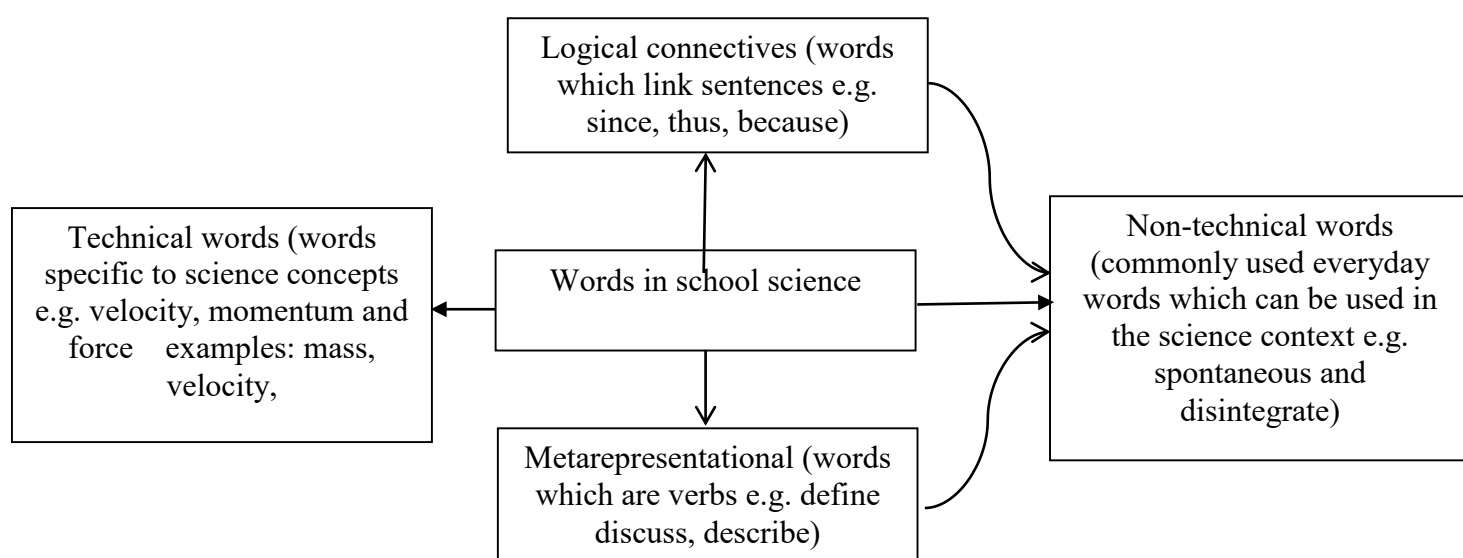 Logical connectives (words
which link sentences e.g.
since, thus, because)
Technical words (words
specific to science concepts
e.g. velocity, momentum and
force examples: mass,
velocity,
Words in school science
Non-technical words
(commonly used everyday
words which can be used in
the science context e.g.
spontaneous and
disintegrate)
Metarepresentational (words
which are verbs e.g. define
discuss, describe)